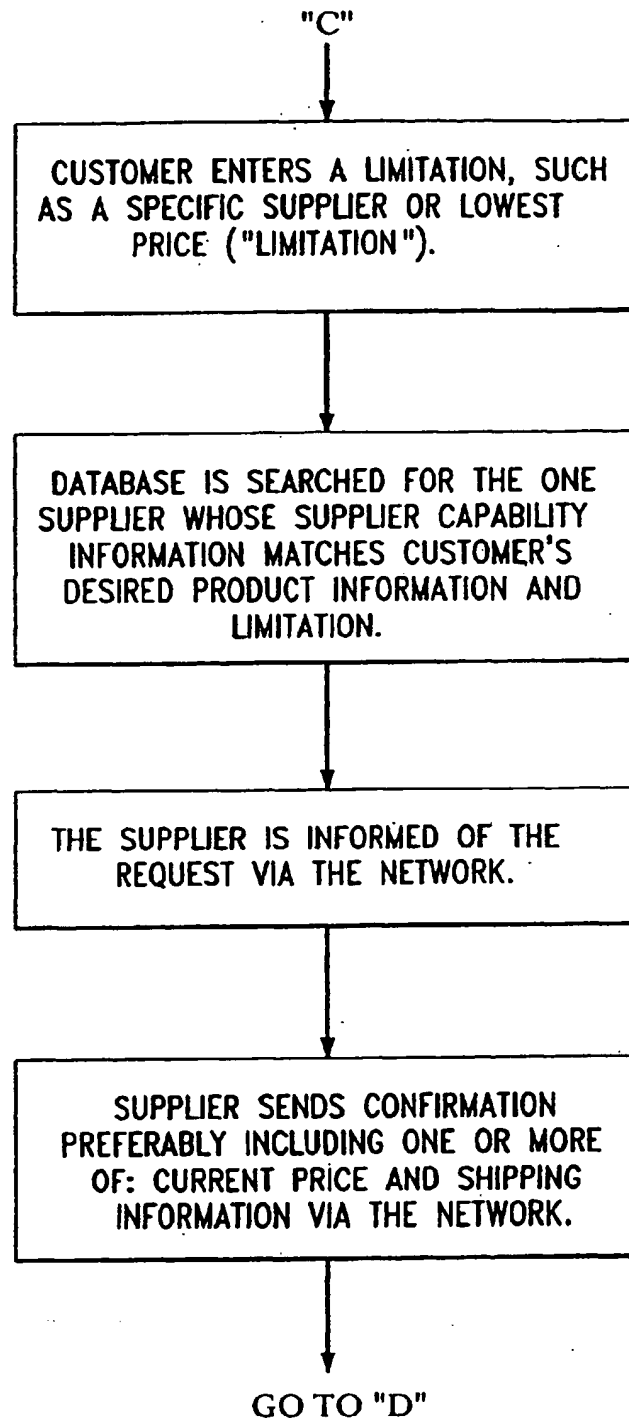 "C"
CUSTOMER ENTERS A LIMITATION, SUCH
AS A SPECIFIC SUPPLIER OR LOWEST
PRICE ("LIMITATION").
DATABASE IS SEARCHED FOR THE ONE
SUPPLIER WHOSE SUPPLIER CAPABILITY
INFORMATION MATCHES CUSTOMER'S
DESIRED PRODUCT INFORMATION AND
LIMITATION.
THE SUPPLIER IS INFORMED OF THE
REQUEST VIA THE NETWORK.
SUPPLIER SENDS CONFIRMATION
PREFERABLY INCLUDING ONE OR MORE
OF: CURRENT PRICE AND SHIPPING
INFORMATION VIA THE NETWORK.
GO TO "D"